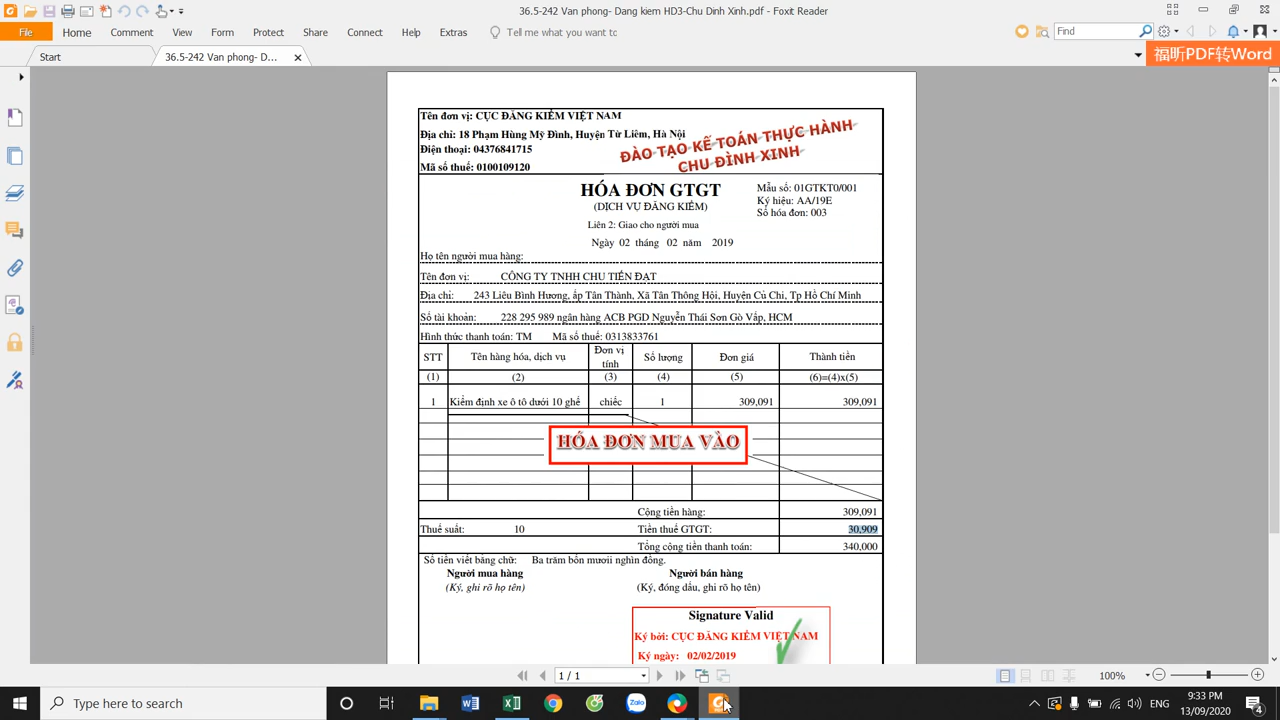 36.5-242 Van phong- Dang kiem HD3-Chu Dinh Xinh.pdf * - Foxit Reader
File Home Comment View Form Protect Share Connect Help Extras Tell me what you want to Find
Start 36.5-242 Van phong- D... 福昕PDF转Word
Tên đơn vị: CỤC ĐĂNG KIỂM VIỆT NAM
Địa chỉ: 18 Phạm Hùng Mỹ Đình, Huyện Từ Liêm, Hà Nội
Điện thoại: 04376841715
Mã số thuế: 0100109120
ĐÀO TẠO KẾ TOÁN THỰC HÀNH
CHU ĐÌNH XINH
HÓA ĐƠN GTGT
(DỊCH VỤ ĐĂNG KIỂM)
Liên 2: Giao cho người mua
Ngày 02 tháng 02 năm 2019
Mẫu số: 01GTKT0/001
Ký hiệu: AA/19E
Số hóa đơn: 003
Họ tên người mua hàng:
Tên đơn vị: CÔNG TY TNHH CHU TIẾN ĐẠT
Địa chỉ: 243 Liêu Bình Hương, ấp Tân Thành, Xã Tân Thông Hội, Huyện Củ Chi, Tp Hồ Chí Minh
Số tài khoản: 228 295 989 ngân hàng ACB PGD Nguyễn Thái Sơn Gò Vấp, HCM
Hình thức thanh toán: TM Mã số thuế: 0313833761
STT Tên hàng hóa, dịch vụ Đơn vị tính Số lượng Đơn giá Thành tiền
(1) (2) (3) (4) (5) (6)=(4)x(5)
1 Kiểm định xe ô tô dưới 10 ghế chiếc 1 309,091 309,091
HÓA ĐƠN MUA VÀO
Cộng tiền hàng: 309,091
Thuế suất: 10 Tiền thuế GTGT: 30,909
Tổng cộng tiền thanh toán: 340,000
Số tiền viết bằng chữ: Ba trăm bốn mươii nghìn đồng.
Người mua hàng Người bán hàng
(Ký, ghi rõ họ tên) (Ký, đóng dấu, ghi rõ họ tên)
Signature Valid
Ký bởi: CỤC ĐĂNG KIỂM VIỆT NAM
Ký ngày: 02/02/2019
1 / 1 100%
Type here to search Zalo ENG 9:33 PM
13/09/2020 4